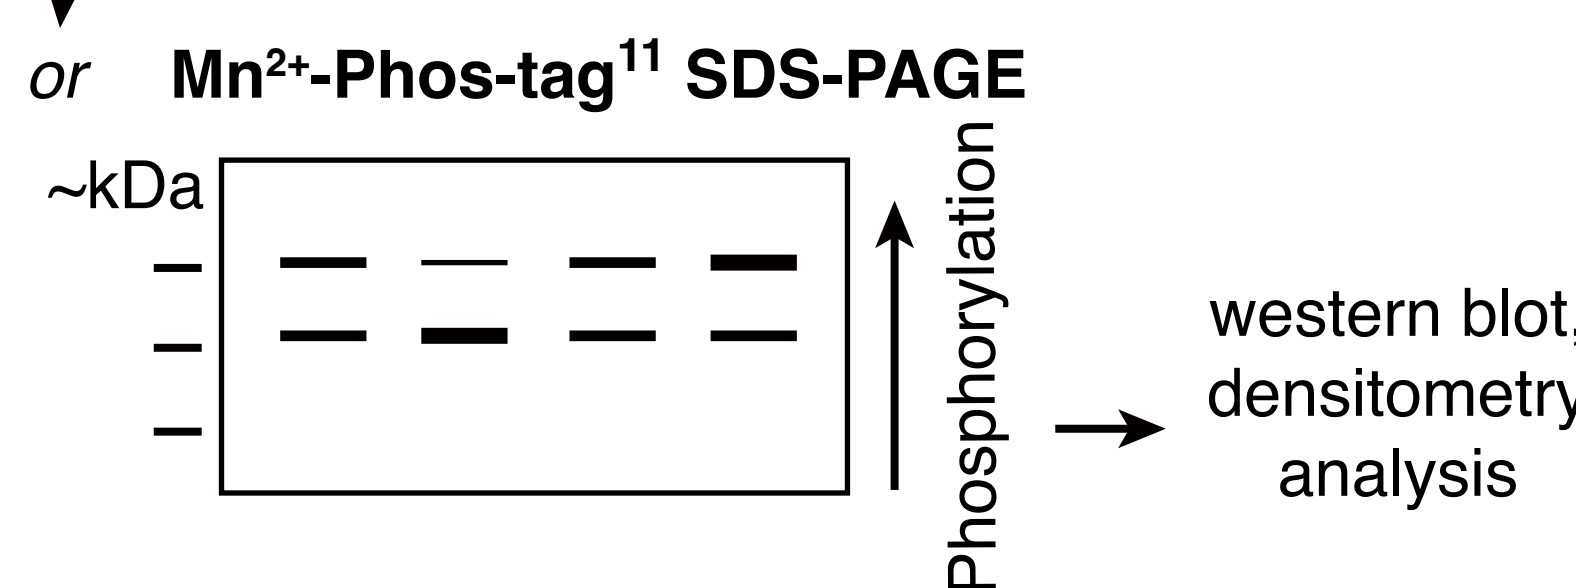 or Mn²⁺-Phos-tag¹¹ SDS-PAGE
~kDa
Phosphorylation
western blot,
densitometry
analysis